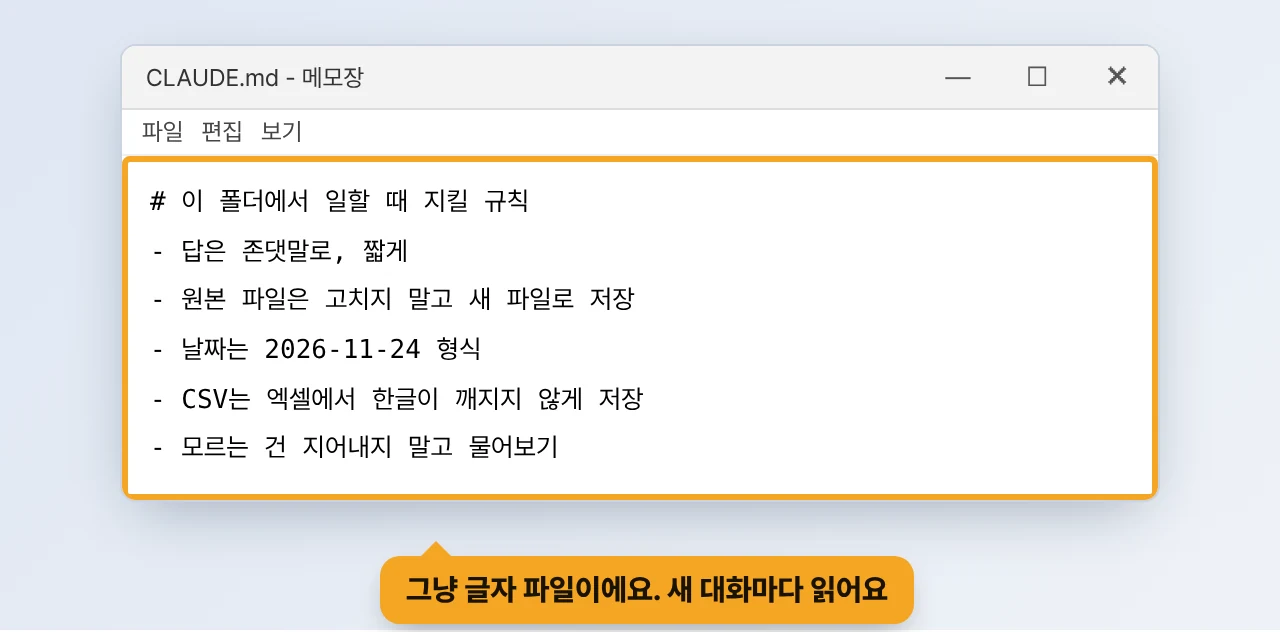 CLAUDE.md - 메모장
파일 편집 보기
# 이 폴더에서 일할 때 지킬 규칙
- 답은 존댓말로, 짧게
- 원본 파일은 고치지 말고 새 파일로 저장
- 날짜는 2026-11-24 형식
- CSV는 엑셀에서 한글이 깨지지 않게 저장
- 모르는 건 지어내지 말고 물어보기
그냥 글자 파일이에요. 새 대화마다 읽어요